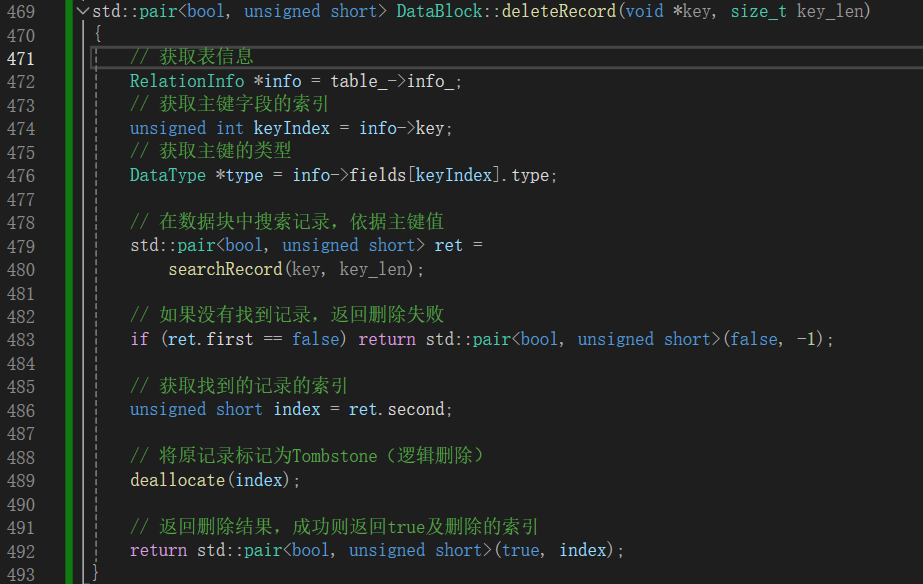 469 std::pair<bool, unsigned short> DataBlock::deleteRecord(void *key, size_t key_len)
470 {
471     // 获取表信息
472     RelationInfo *info = table_->info_;
473     // 获取主键字段的索引
474     unsigned int keyIndex = info->key;
475     // 获取主键的类型
476     DataType *type = info->fields[keyIndex].type;
477
478     // 在数据块中搜索记录，依据主键值
479     std::pair<bool, unsigned short> ret =
480         searchRecord(key, key_len);
481
482     // 如果没有找到记录，返回删除失败
483     if (ret.first == false) return std::pair<bool, unsigned short>(false, -1);
484
485     // 获取找到的记录的索引
486     unsigned short index = ret.second;
487
488     // 将原记录标记为Tombstone（逻辑删除）
489     deallocate(index);
490
491     // 返回删除结果，成功则返回true及删除的索引
492     return std::pair<bool, unsigned short>(true, index);
493 }